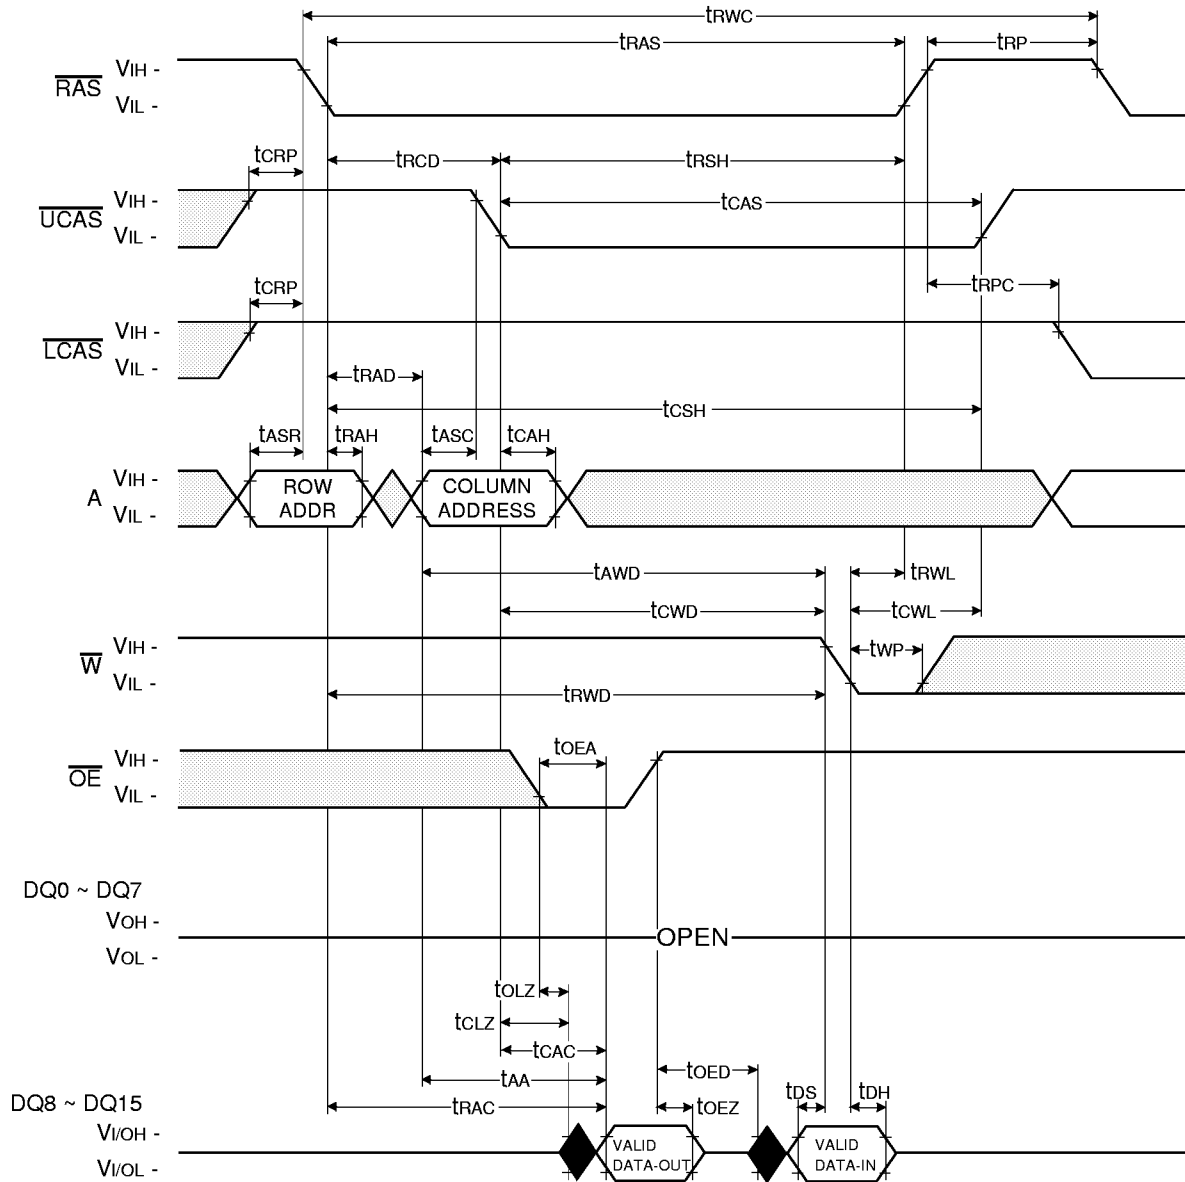 tRWC
tRAS
tRP
RAS
VIH -
VIL -
tCRP
tRCD
tRSH
UCAS
VIH -
VIL -
tCAS
tCRP
tRPC
LCAS
VIH -
VIL -
tRAD
tCSH
tASR
tRAH
tASC
tCAH
A
VIH -
VIL -
ROW
ADDR
COLUMN
ADDRESS
tAWD
tRWL
tCWD
tCWL
W
VIH -
VIL -
tWP
tRWD
OE
VIH -
VIL -
tOEA
DQ0 ~ DQ7
VOH -
VOL -
OPEN
tOLZ
tCLZ
tCAC
tAA
tOED
tRAC
tOEZ
tDS
tDH
DQ8 ~ DQ15
VI/OH -
VI/OL -
VALID
DATA-OUT
VALID
DATA-IN